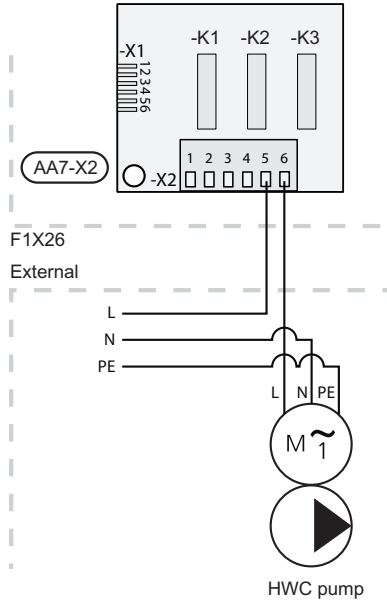 -K1 -K2 -K3
-X1
1
2
3
4
5
6
1 2 3 4 5 6
AA7-X2
-X2
F1X26
External
L
N
PE
L N PE
M ~
1
HWC pump